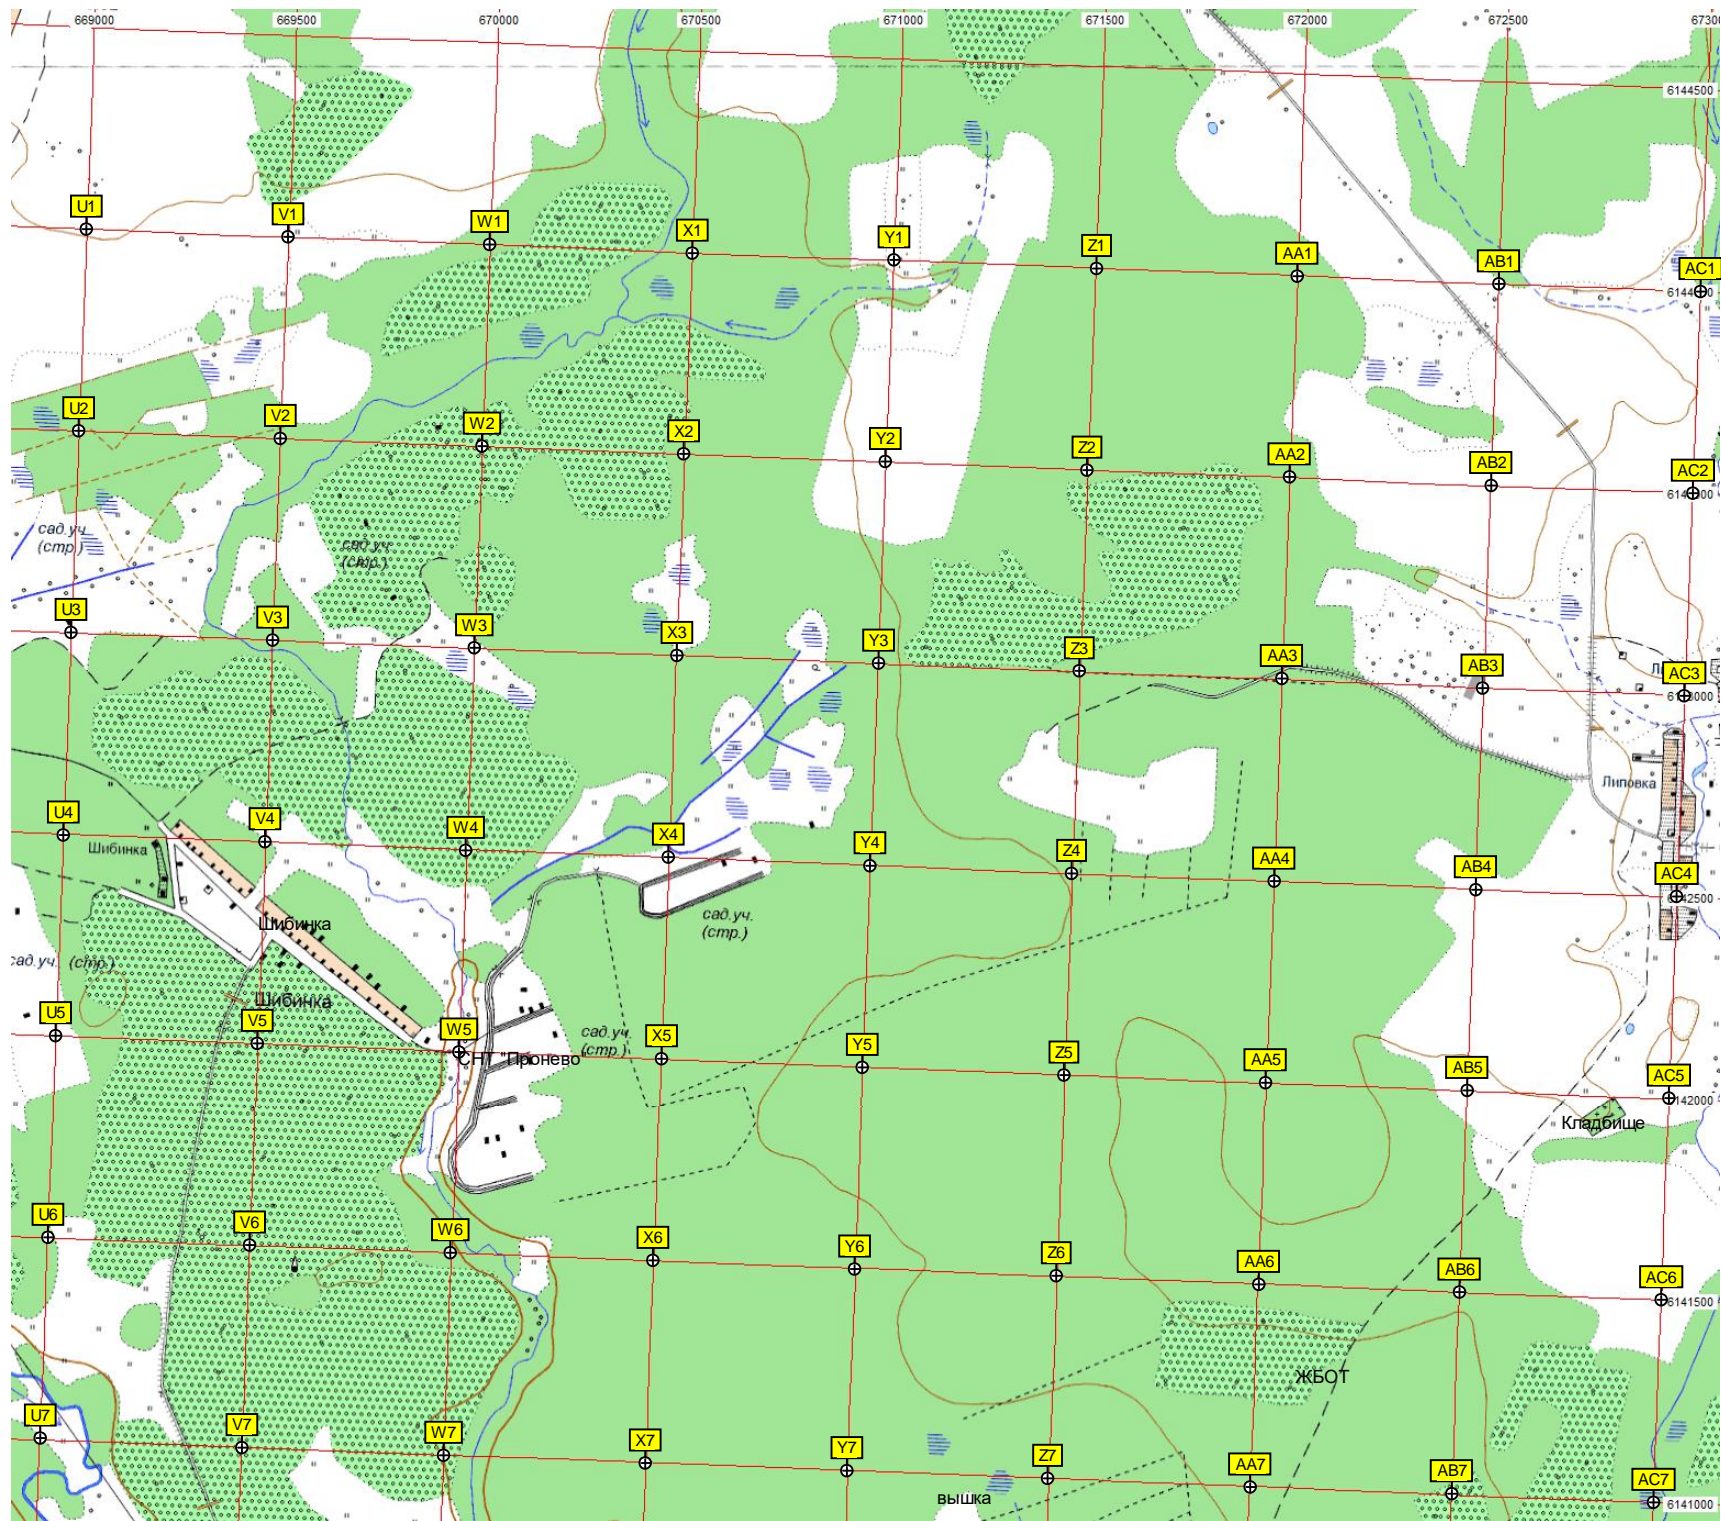 669000 669500 670000 670500 671000 671500 672000 672500
6144500
U1 V1 W1 X1 Y1 Z1 AA1 AB1 AC1
U2 V2 W2 X2 Y2 Z2 AA2 AB2 AC2
сад.уч.
(стр.)
сад.уч.
(стр.)
U3 V3 W3 X3 Y3 Z3 AA3 AB3 AC3
Липовка
U4 V4 W4 X4 Y4 Z4 AA4 AB4 AC4
Шибинка
Шибинка
сад.уч.
(стр.)
сад.уч. (стр.)
Шибинка
U5 V5 W5 X5 Y5 Z5 AA5 AB5 AC5
сад.уч.
(стр.)
СНТ "Пронево"
Кладбище
U6 V6 W6 X6 Y6 Z6 AA6 AB6 AC6
6141500
ЖБОТ
U7 V7 W7 X7 Y7 Z7 AA7 AB7 AC7
вышка
6141000